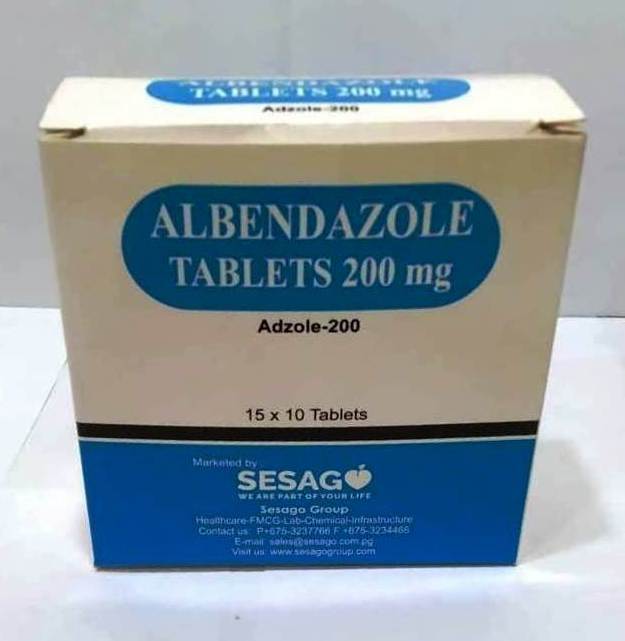 ALBENDAZOLE
TABLETS 200 mg
Adzole-200
ALBENDAZOLE
TABLETS 200 mg
Adzole-200
15 x 10 Tablets
Marketed by
SESAGO
WE ARE PART OF YOUR LIFE
Sesago Group
Healthcare-FMCG-Lab-Chemical-Infrastructure
Contact us: P+675-3237766 F +675-3234466
E-mail: sales@sesago.com.pg
Visit us: www.sesagogroup.com